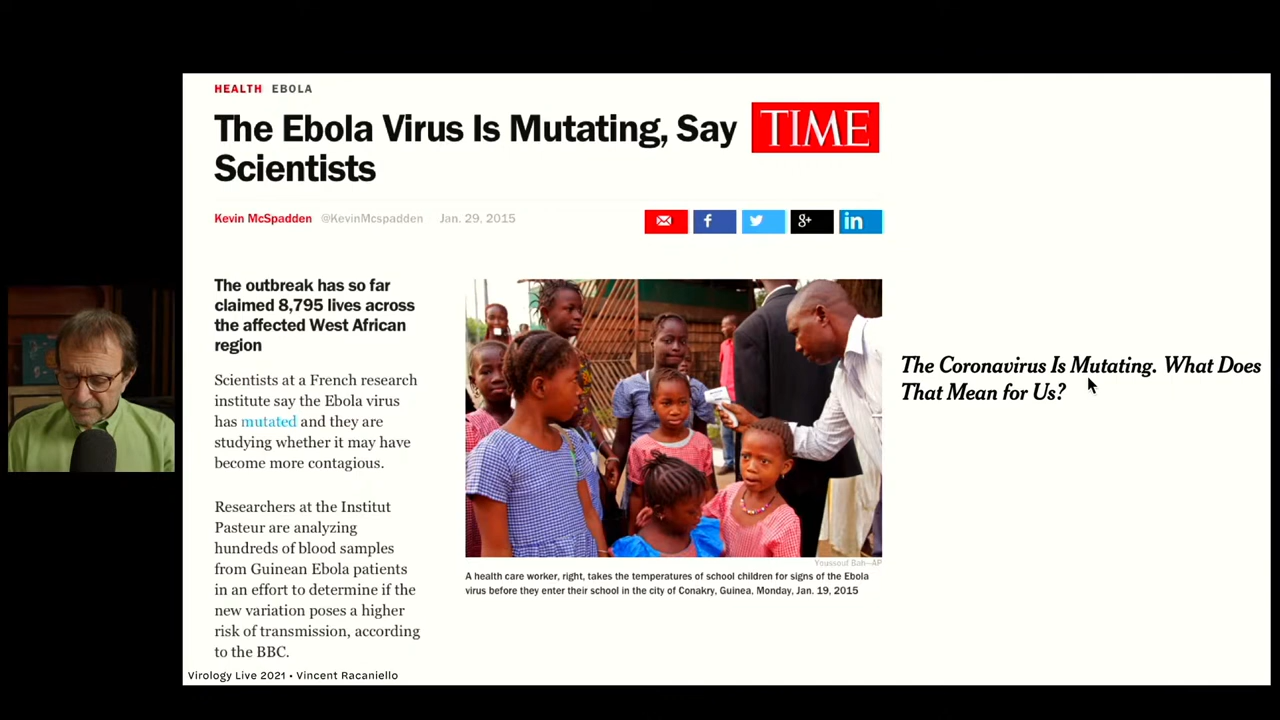 HEALTH EBOLA
The Ebola Virus Is Mutating, Say
Scientists
TIME
Kevin McSpadden @KevinMcspadden Jan. 29, 2015
f
g+
in
The outbreak has so far
claimed 8,795 lives across
the affected West African
region
Scientists at a French research
institute say the Ebola virus
has mutated and they are
studying whether it may have
become more contagious.
Researchers at the Institut
Pasteur are analyzing
hundreds of blood samples
from Guinean Ebola patients
in an effort to determine if the
new variation poses a higher
risk of transmission, according
to the BBC.
Youssouf Bah—AP
A health care worker, right, takes the temperatures of school children for signs of the Ebola
virus before they enter their school in the city of Conakry, Guinea, Monday, Jan. 19, 2015
The Coronavirus Is Mutating. What Does
That Mean for Us?
Virology Live 2021 • Vincent Racaniello